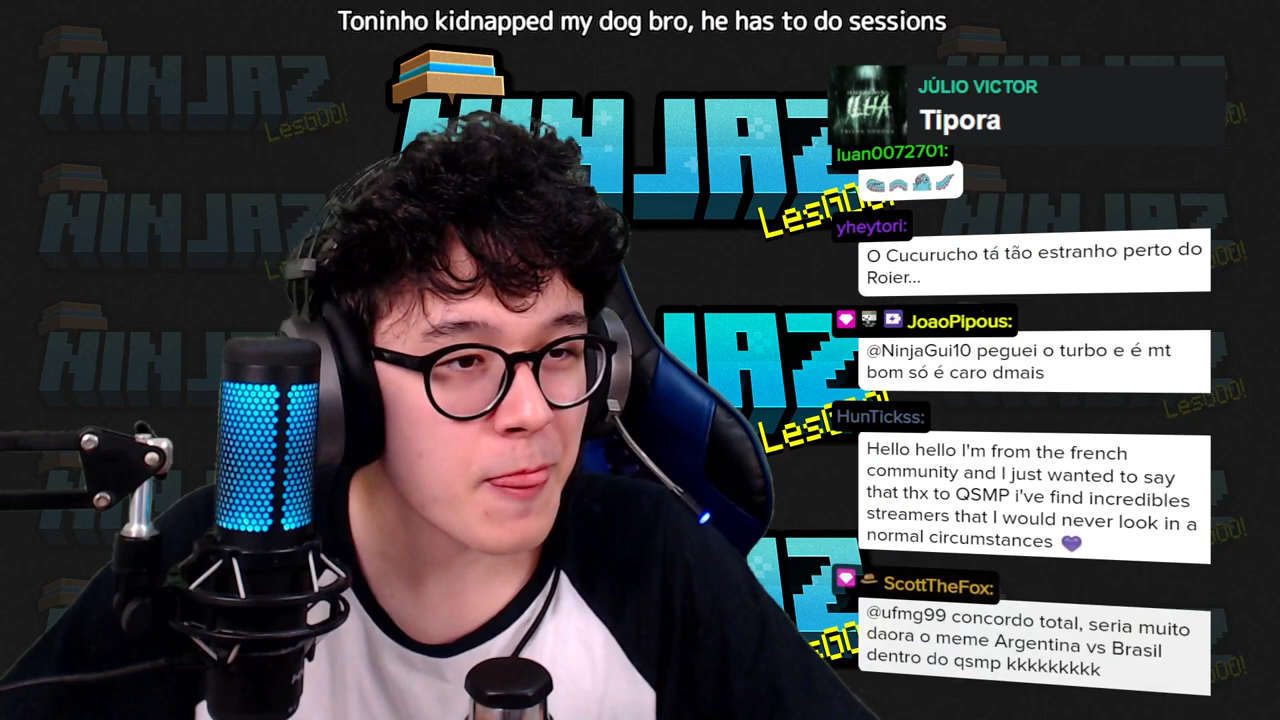 Toninho kidnapped my dog bro, he has to do sessions
NINJAZ
LesGOO!
NINJAZ
LesGOO!
JÚLIO VICTOR
Tipora
ILHA
TRILHA SONORA
luan0072701:
yheytori:
O Cucurucho tá tão estranho perto do
Roier...
JoaoPipous:
@NinjaGui10 peguei o turbo e é mt
bom só é caro dmais
HunTickss:
Hello hello I'm from the french
community and I just wanted to say
that thx to QSMP i've find incredibles
streamers that I would never look in a
normal circumstances 💜
ScottTheFox:
@ufmg99 concordo total, seria muito
daora o meme Argentina vs Brasil
dentro do qsmp kkkkkkkkk